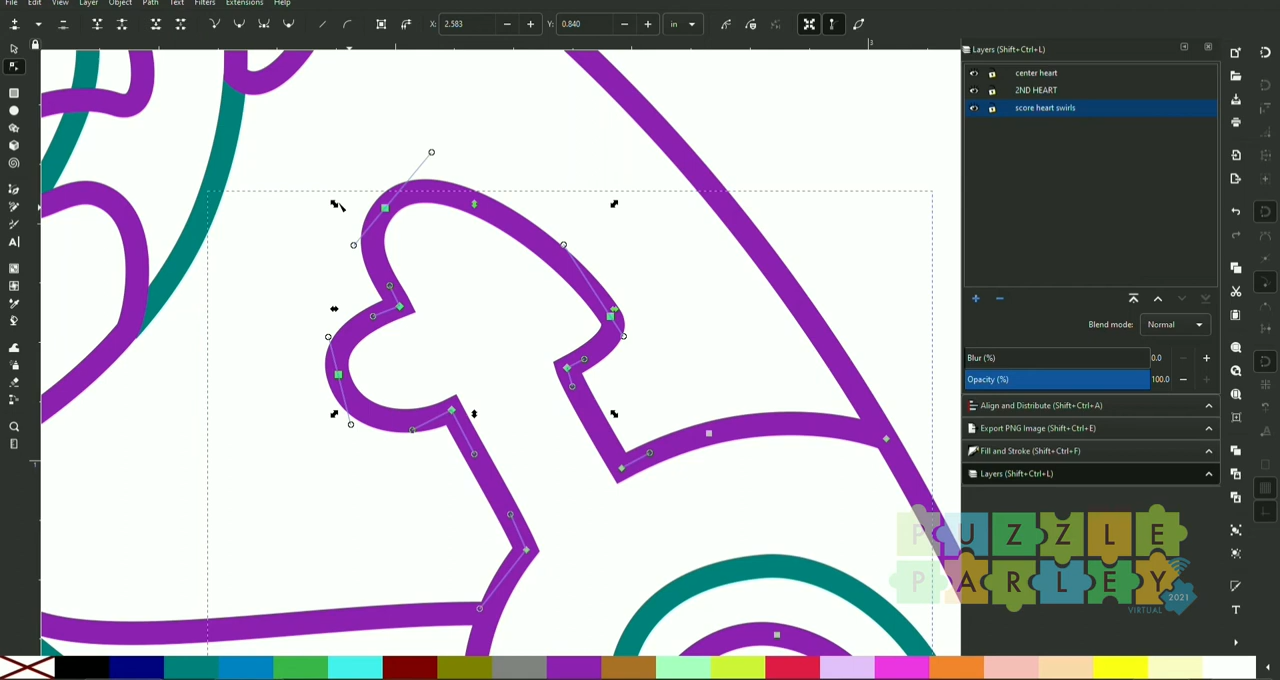 File Edit View Layer Object Path Text Filters Extensions Help
X: 2.583 Y: 0.840 in
3
1
Layers (Shift+Ctrl+L)
center heart
2ND HEART
score heart swirls
Blend mode: Normal
Blur (%) 0.0
Opacity (%) 100.0
Align and Distribute (Shift+Ctrl+A)
Export PNG Image (Shift+Ctrl+E)
Fill and Stroke (Shift+Ctrl+F)
Layers (Shift+Ctrl+L)
PUZZLE
PARLEY
VIRTUAL 2021